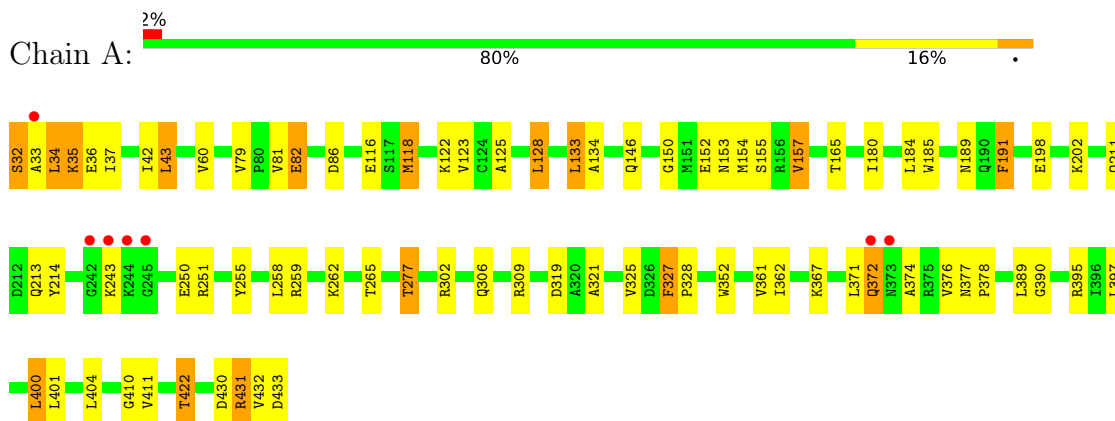 2%
Chain A:
80% 16% •
S32 A33 L34 K35 E36 I37 I42 L43 V60 V79 P80 V81 E82 D86 E116 S117 M118 K122 V123 C124 A125 L128 L133 A134 Q146 G150 M151 E152 N153 M154 S155 R156 V157 T165 I180 L184 W185 N189 Q190 F191 E198 K202
D212 Q213 Y214 G242 K243 K244 G245 E250 R251 Y255 L258 R259 K262 T265 T277 R302 Q306 R309 D319 A320 A321 V325 D326 F327 P328 W352 V361 I362 K367 L371 Q372 N373 A374 R375 V376 N377 P378 L389 G390 R395 I396 L397
L400 L401 L404 G410 V411 T422 D430 R431 V432 D433